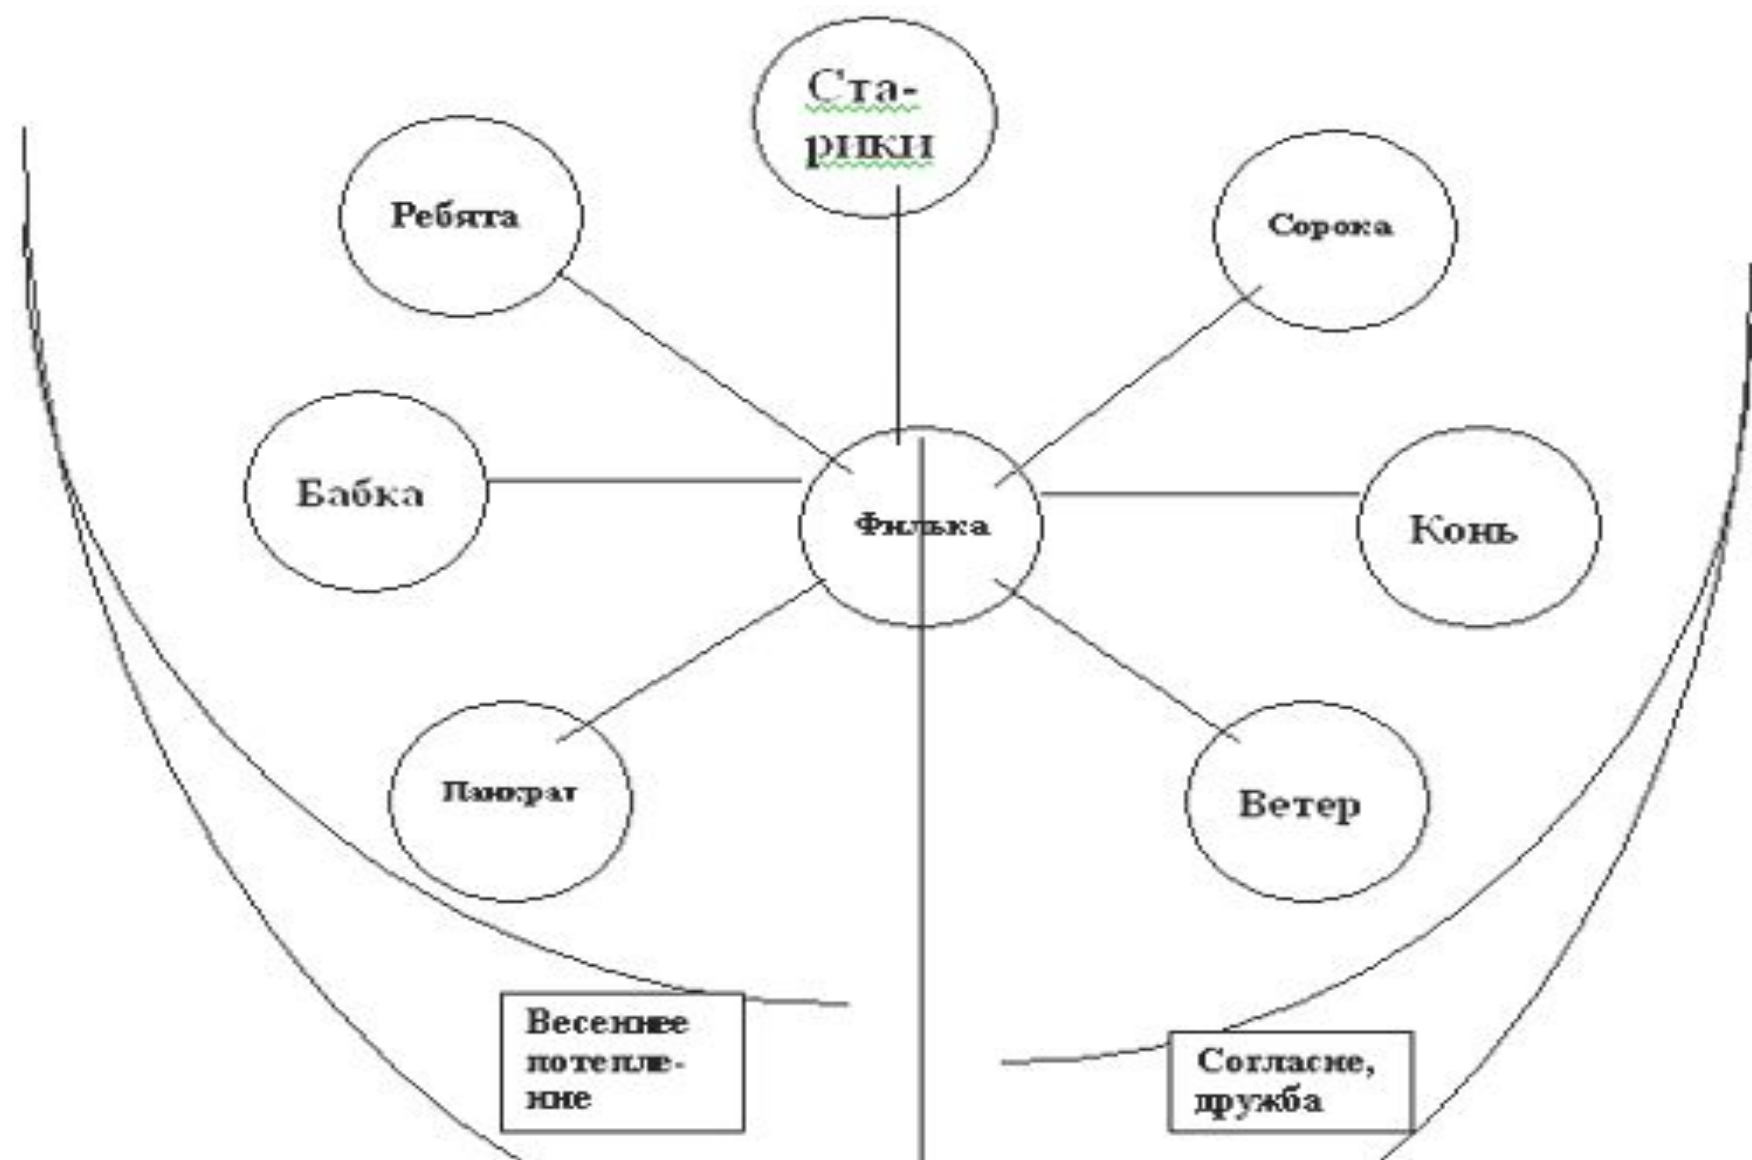 Ста-
рики
Ребята
Сорока
Бабка
Филька
Конь
Панкрат
Ветер
Весеннее
потепле-
ние
Согласие,
дружба